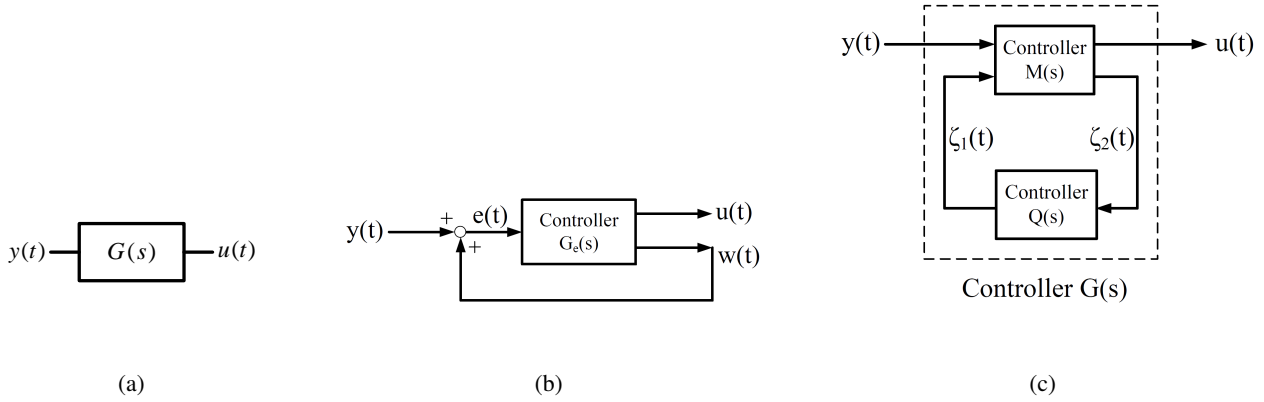 y(t)
G(s)
u(t)
(a)
y(t)
+
+
e(t)
Controller
Gₑ(s)
u(t)
w(t)
(b)
y(t)
Controller
M(s)
u(t)
ζ₁(t)
ζ₂(t)
Controller
Q(s)
Controller G(s)
(c)